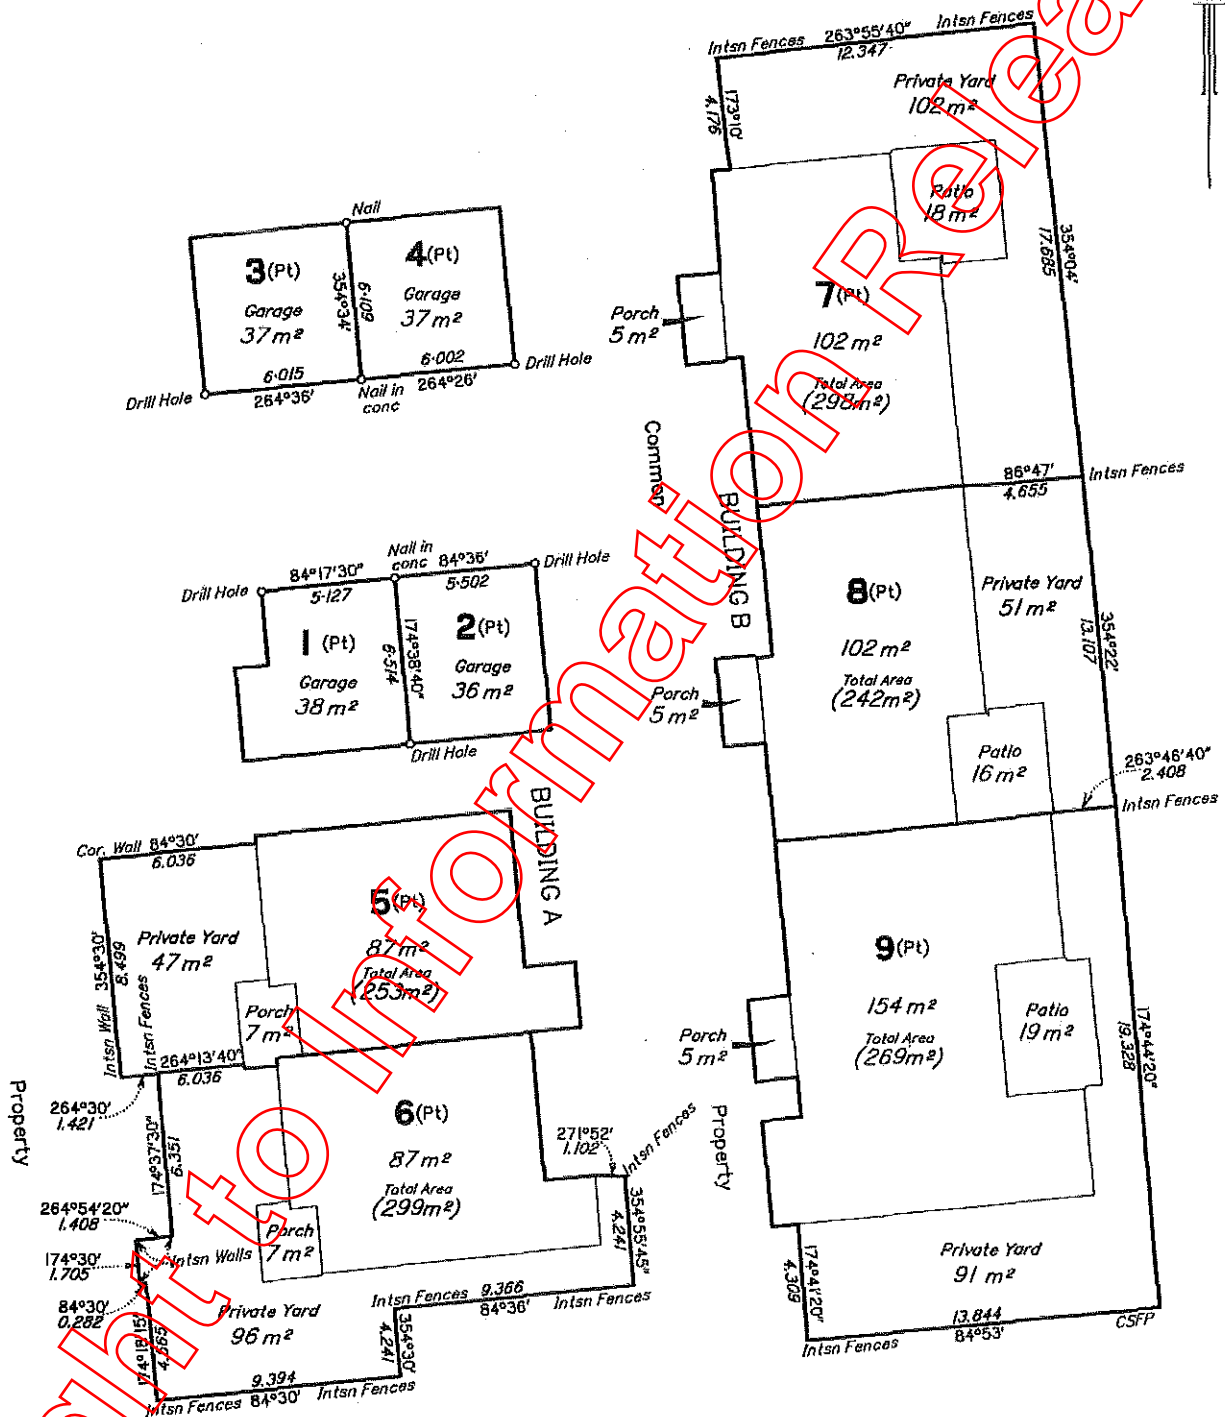 Intsn Fences 263°55'40" Intsn Fences
12.347
Private Yard
102 m²
173°10'
4.176
Patio
18 m²
354°04'
17.685
Nail
3(Pt)
Garage
37 m²
354°34'
6.109
4(Pt)
Garage
37 m²
Porch
5 m²
7(Pt)
102 m²
Total Area
(298m²)
6.015
264°36'
Drill Hole
Nail in
conc
6.002
264°26'
Drill Hole
Common
BUILDING B
86°47'
4.655
Intsn Fences
Drill Hole
84°17'30"
5.127
Nail in
conc
84°36'
5.502
Drill Hole
1 (Pt)
Garage
38 m²
174°38'40"
6.514
2(Pt)
Garage
36 m²
Drill Hole
8(Pt)
102 m²
Total Area
(242m²)
Private Yard
51 m²
354°22'
13.107
Porch
5 m²
Patio
16 m²
263°46'40"
2.408
Intsn Fences
BUILDING A
Cor. Wall 84°30'
6.036
5(Pt)
87 m²
Total Area
(253m²)
Private Yard
47 m²
354°30'
8.499
Intsn Wall
Intsn Fences
Porch
7 m²
264°13'40"
6.036
9(Pt)
154 m²
Total Area
(269m²)
Patio
19 m²
Porch
5 m²
174°44'20"
19.328
Property
264°30'
1.421
174°37'30"
6.351
6(Pt)
87 m²
Total Area
(299m²)
271°52'
1.102
Intsn Fences
Property
354°55'45"
4.241
264°54'20"
1.408
174°30'
1.705
84°30'
0.282
Intsn Walls
Porch
7 m²
174°18'15"
4.665
Private Yard
96 m²
Intsn Fences 9.366
84°36' Intsn Fences
354°30'
4.241
9.394
Intsn Fences 84°30' Intsn Fences
174°41'20"
4.309
Private Yard
91 m²
13.844
84°53'
Intsn Fences
CSFP
ght to Information Relea